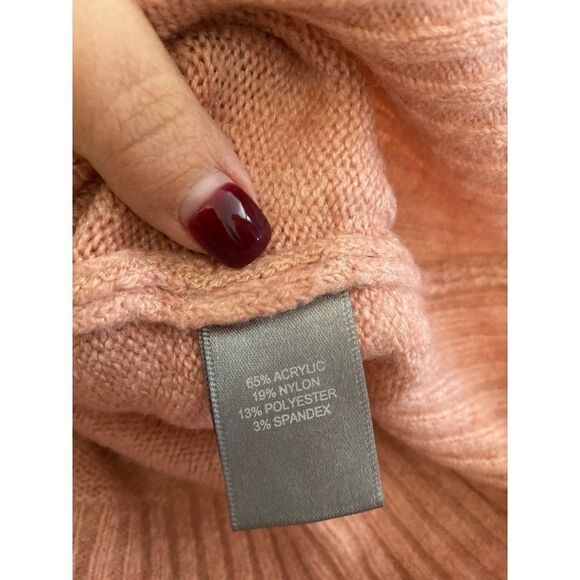 65% ACRYLIC
19% NYLON
13% POLYESTER
3% SPANDEX